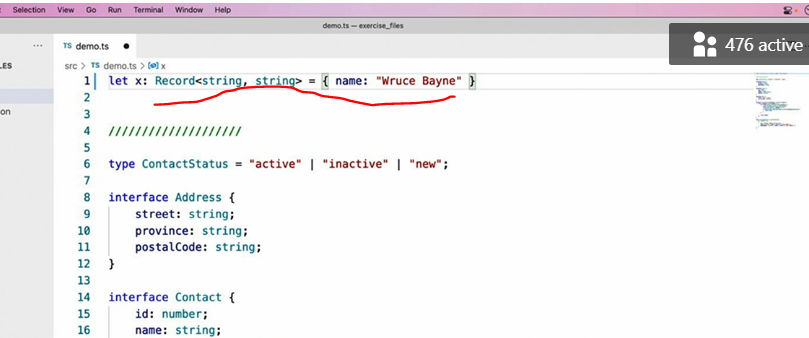 Selection View Go Run Terminal Window Help
demo.ts — exercise_files
476 active
... TS demo.ts
LES
src > TS demo.ts > x
1 let x: Record<string, string> = { name: "Wruce Bayne" }
on
2
3
4 ////////////////////
5
6 type ContactStatus = "active" | "inactive" | "new";
7
8 interface Address {
9 street: string;
10 province: string;
11 postalCode: string;
12 }
13
14 interface Contact {
15 id: number;
16 name: string;